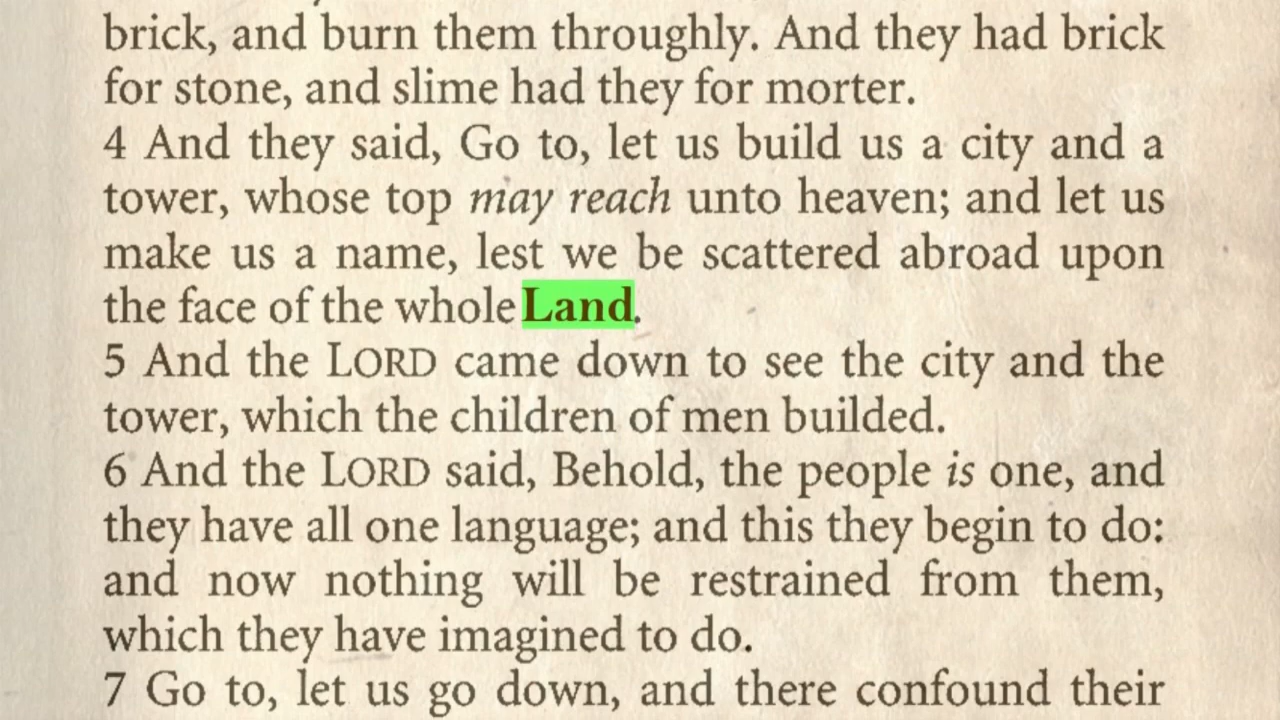 brick, and burn them throughly. And they had brick
for stone, and slime had they for morter.
4 And they said, Go to, let us build us a city and a
tower, whose top may reach unto heaven; and let us
make us a name, lest we be scattered abroad upon
the face of the whole Land.
5 And the LORD came down to see the city and the
tower, which the children of men builded.
6 And the LORD said, Behold, the people is one, and
they have all one language; and this they begin to do:
and now nothing will be restrained from them,
which they have imagined to do.
7 Go to, let us go down, and there confound their